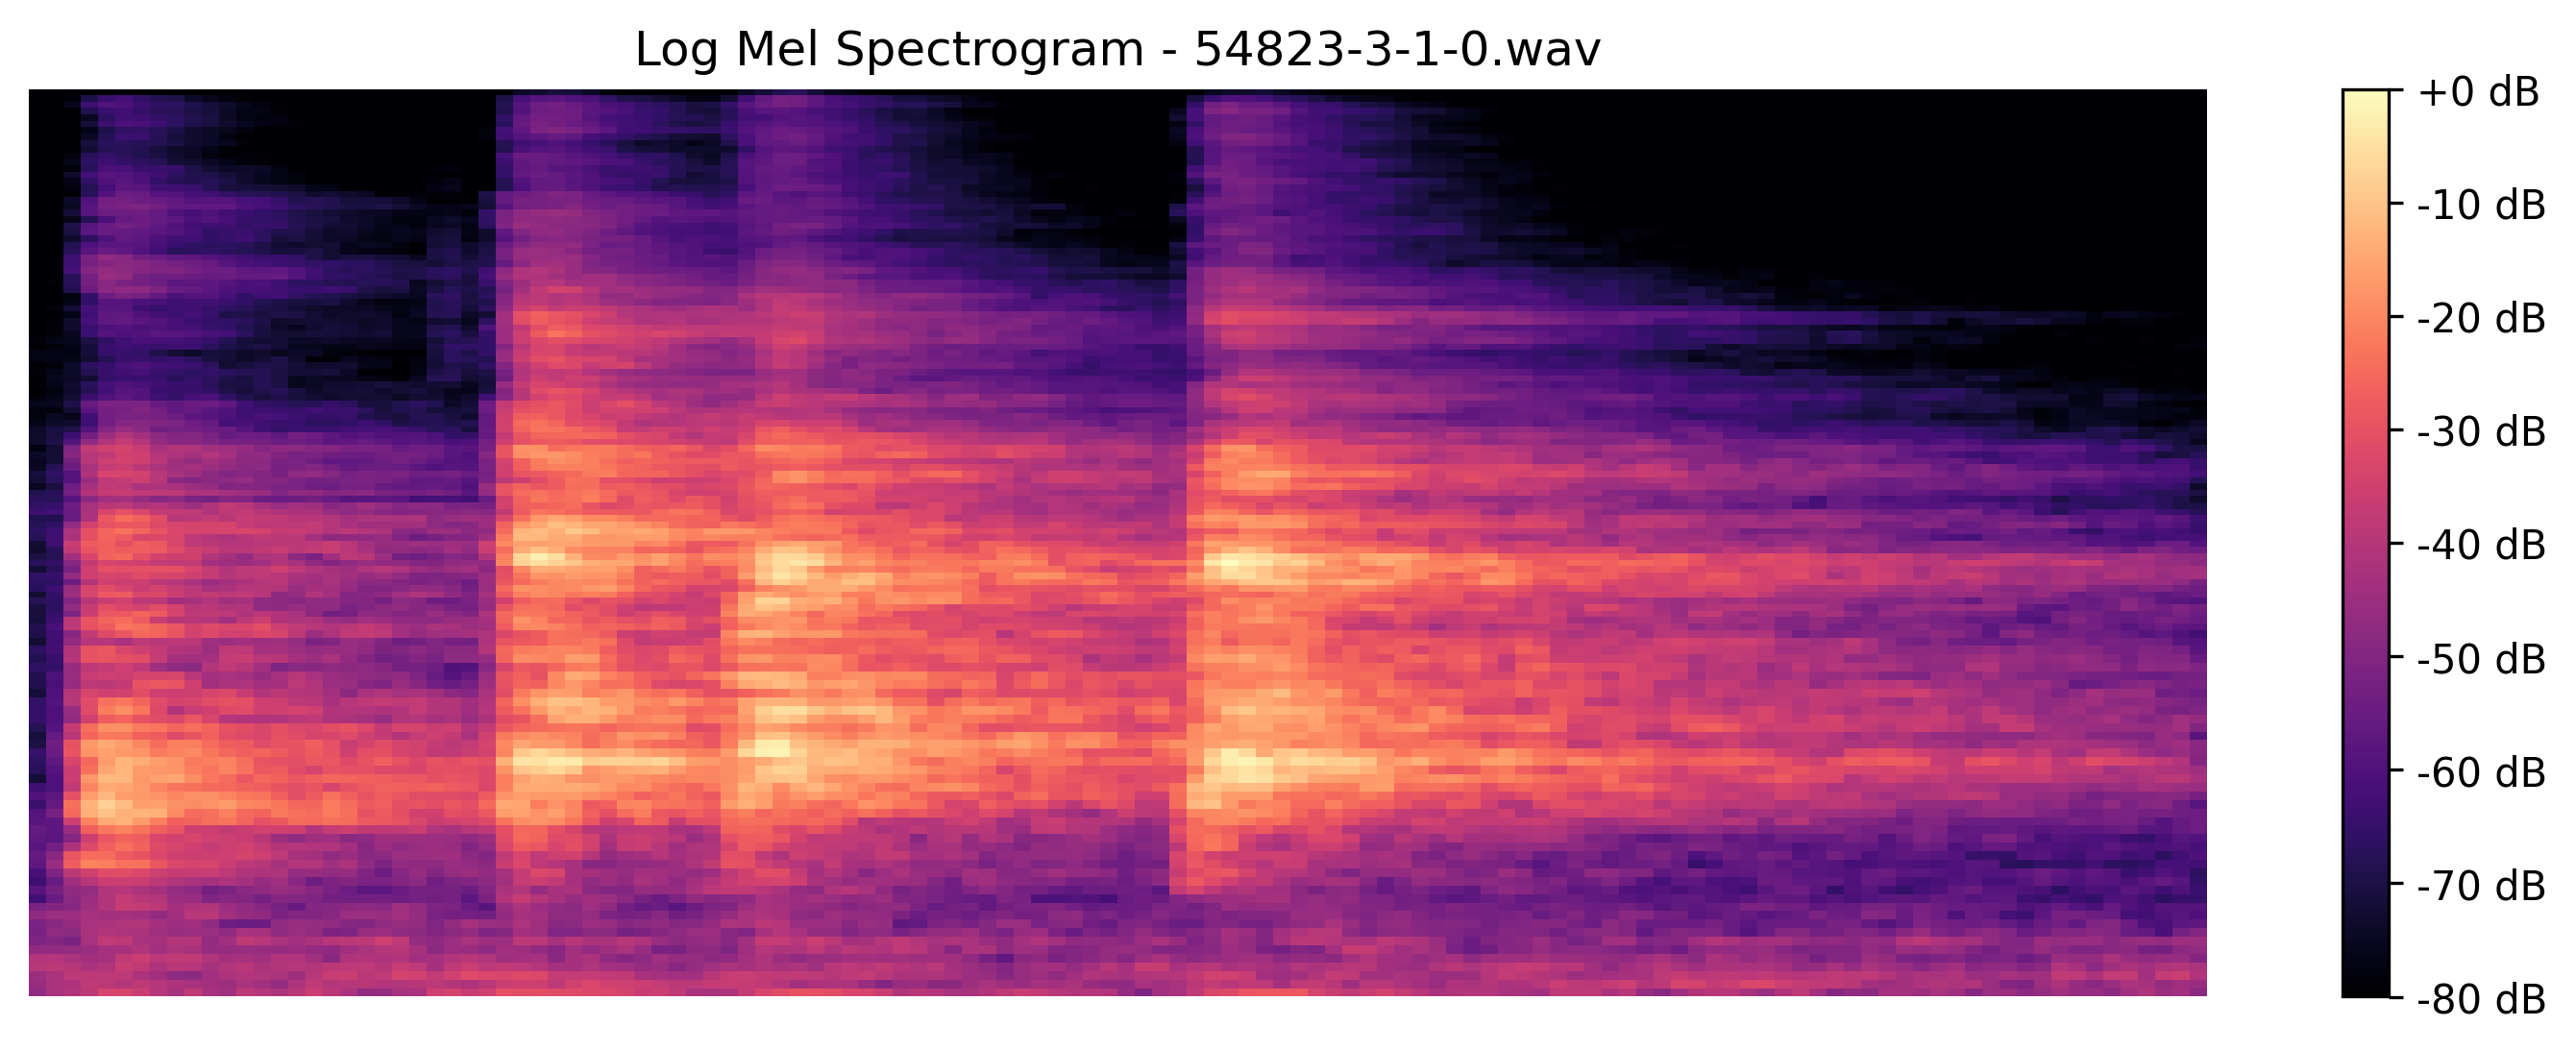 Log Mel Spectrogram - 54823-3-1-0.wav
+0 dB
-10 dB
-20 dB
-30 dB
-40 dB
-50 dB
-60 dB
-70 dB
-80 dB